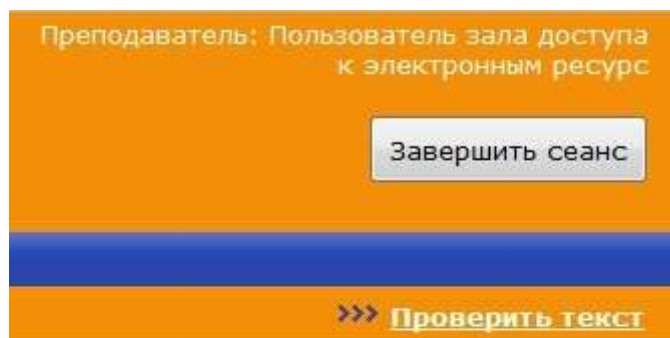 Преподаватель: Пользователь зала доступа
к электронным ресурс
Завершить сеанс
>>> Проверить текст